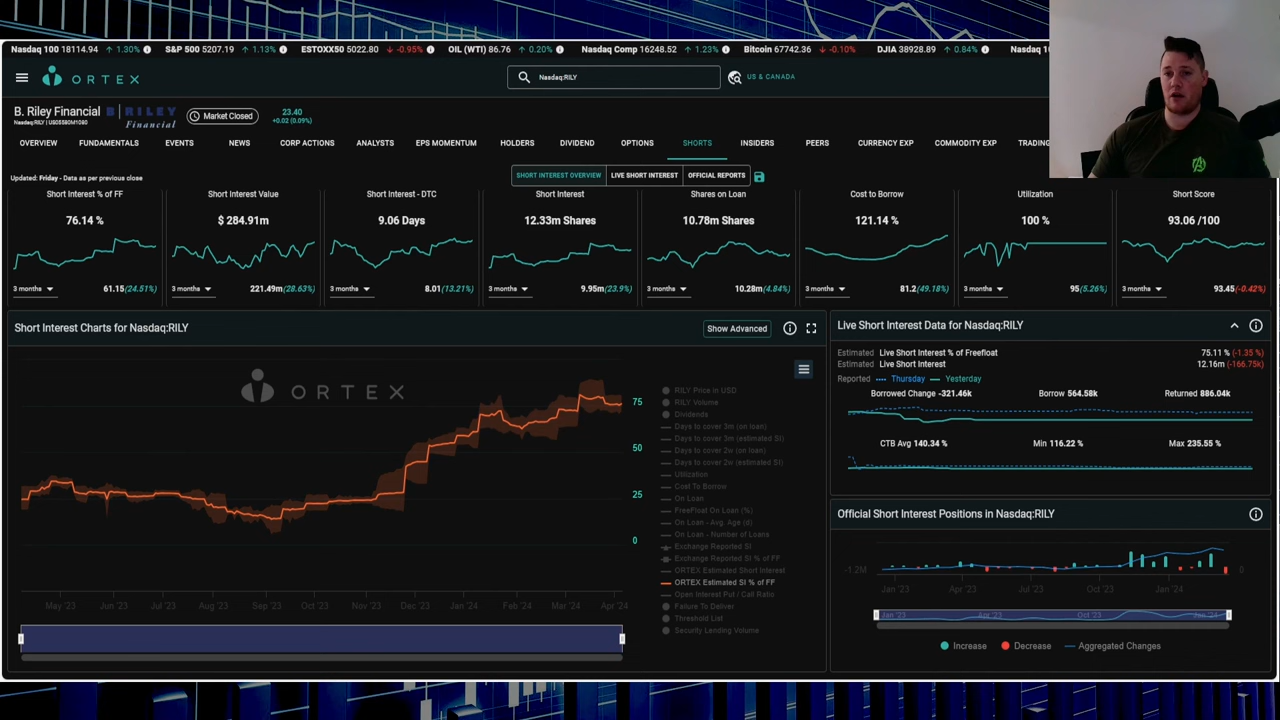 Nasdaq 100 18114.94 ↑ 1.30% S&P 500 5207.19 ↑ 1.13% ESTOXX50 5022.80 ↓ -0.95% OIL (WTI) 86.76 ↑ 0.20% Nasdaq Comp 16248.52 ↑ 1.23% Bitcoin 67742.36 ↓ -0.10% DJIA 38928.89 ↑ 0.84% Nasdaq 1
ORTEX
Nasdaq:RILY
US & CANADA
B. Riley Financial
B RILEY
Financial
Market Closed
23.40
+0.02 (0.09%)
OVERVIEW FUNDAMENTALS EVENTS NEWS CORP ACTIONS ANALYSTS EPS MOMENTUM HOLDERS DIVIDEND OPTIONS SHORTS INSIDERS PEERS CURRENCY EXP COMMODITY EXP TRADING
Updated: Friday - Data as per previous close
SHORT INTEREST OVERVIEW LIVE SHORT INTEREST OFFICIAL REPORTS
Short Interest % of FF Short Interest Value Short Interest - DTC Short Interest Shares on Loan Cost to Borrow Utilization Short Score
76.14 % $ 284.91m 9.06 Days 12.33m Shares 10.78m Shares 121.14 % 100 % 93.06 /100
3 months 61.15(24.51%) 3 months 221.49m(28.63%) 3 months 8.01(13.21%) 3 months 9.95m(23.9%) 3 months 10.28m(4.84%) 3 months 81.2(49.18%) 3 months 95(5.26%) 3 months 93.45(-0.42%)
Short Interest Charts for Nasdaq:RILY
Show Advanced
ORTEX
75
50
25
0
May '23 Jun '23 Jul '23 Aug '23 Sep '23 Oct '23 Nov '23 Dec '23 Jan '24 Feb '24 Mar '24 Apr '24
RILY Price in USD
RILY Volume
Dividends
Days to cover 3m (on loan)
Days to cover 3m (estimated SI)
Days to cover 2w (on loan)
Days to cover 2w (estimated SI)
Utilization
Cost To Borrow
On Loan
FreeFloat On Loan (%)
On Loan - Avg. Age (d)
On Loan - Number of Loans
Exchange Reported SI
Exchange Reported SI % of FF
ORTEX Estimated Short Interest
ORTEX Estimated SI % of FF
Open Interest Put / Call Ratio
Failure To Deliver
Threshold List
Security Lending Volume
Live Short Interest Data for Nasdaq:RILY
Estimated Live Short Interest % of Freefloat 75.11 % (-1.35 %)
Estimated Live Short Interest 12.16m (-166.75k)
Reported Thursday Yesterday
Borrowed Change -321.46k Borrow 564.58k Returned 886.04k
CTB Avg 140.34 % Min 116.22 % Max 235.55 %
Official Short Interest Positions in Nasdaq:RILY
-1.2M 0
Jan '23 Apr '23 Jul '23 Oct '23 Jan '24
Jan '23 Apr '23 Oct '23 Jan '24
Increase Decrease Aggregated Changes